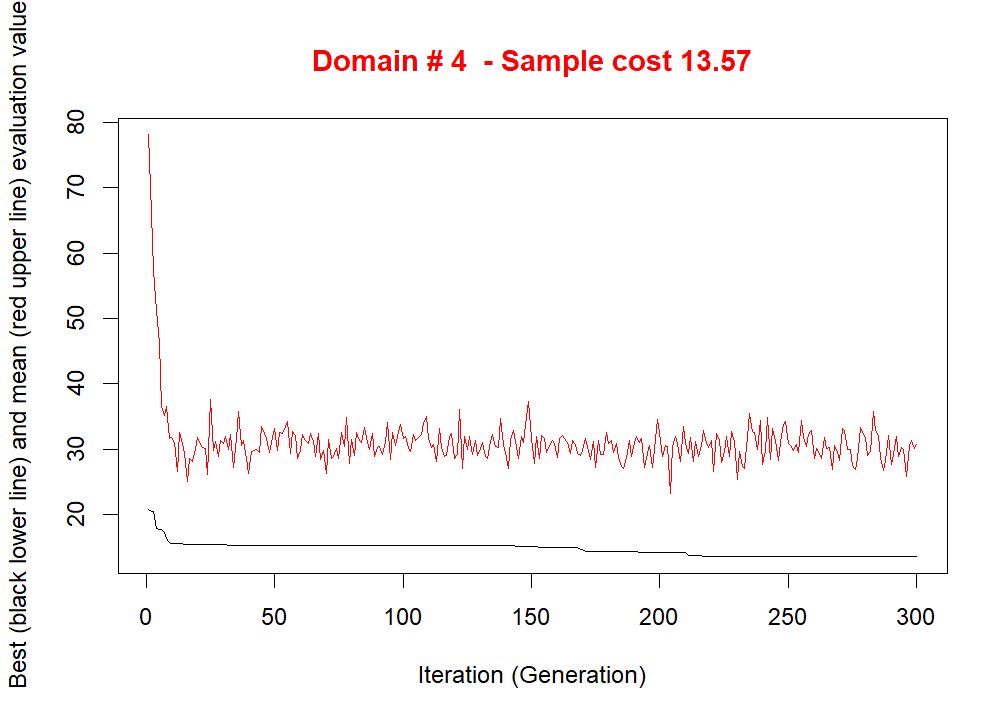 Domain # 4  - Sample cost 13.57
Best (black lower line) and mean (red upper line) evaluation value
80
70
60
50
40
30
20
0 50 100 150 200 250 300
Iteration (Generation)